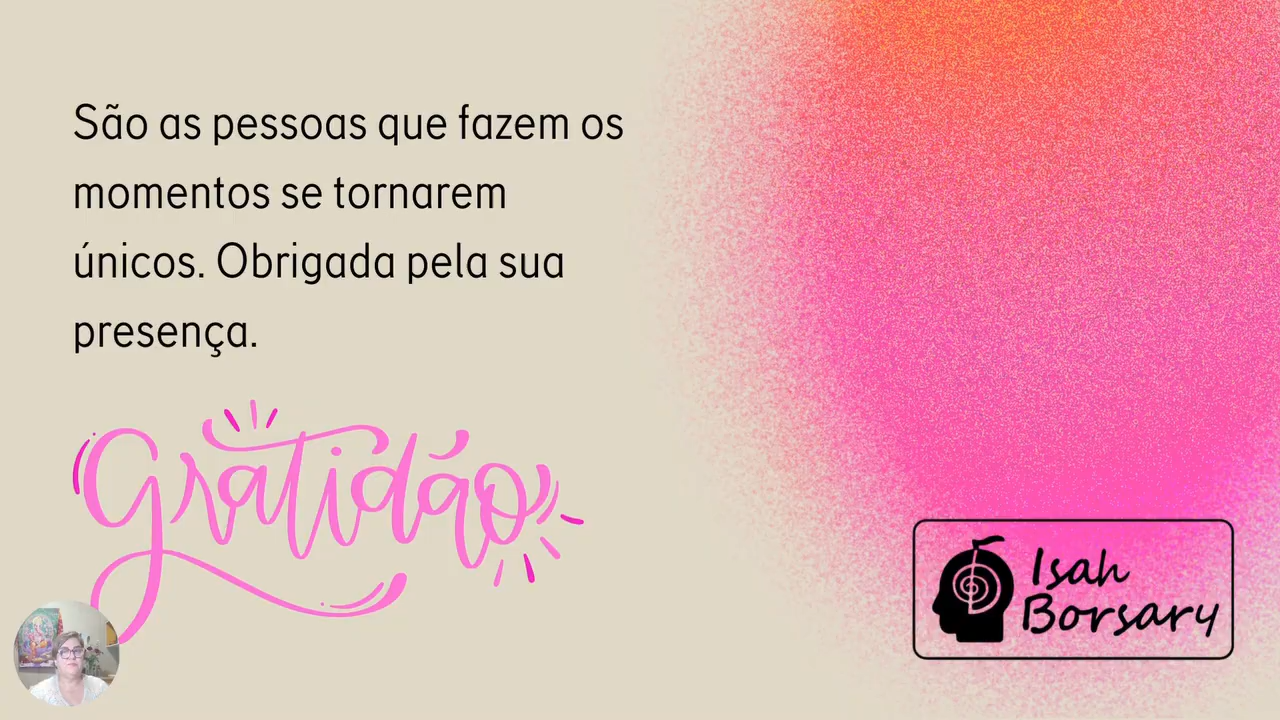 São as pessoas que fazem os
momentos se tornarem
únicos. Obrigada pela sua
presença.
Gratidão
Isah
Borsary